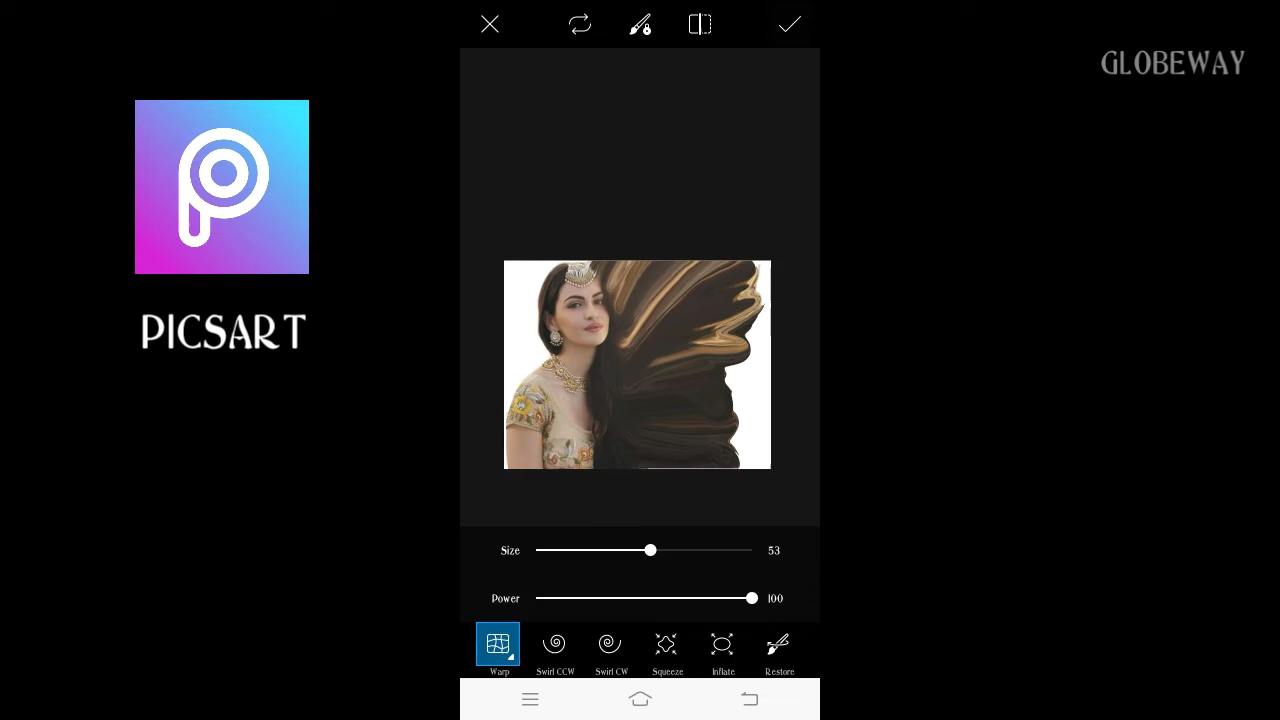 GLOBEWAY
PICSART
Size 53
Power 100
Warp Swirl CCW Swirl CW Squeeze Inflate Restore